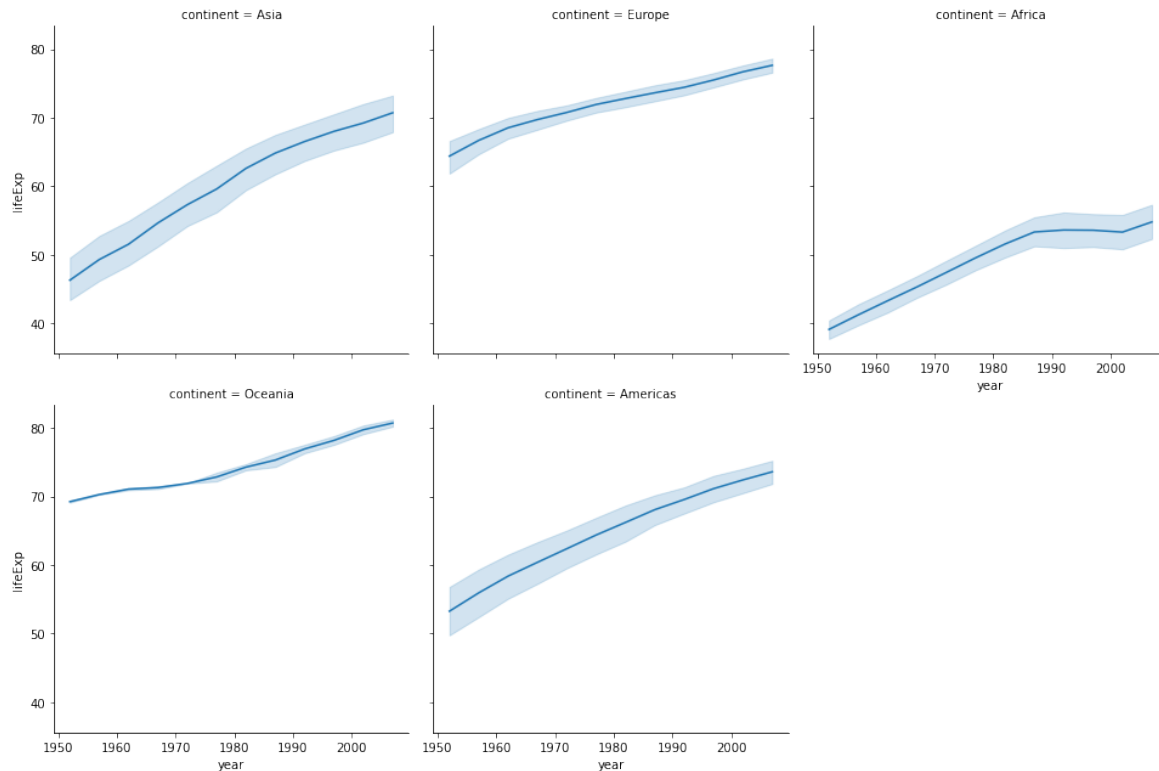 continent = Asia
continent = Europe
continent = Africa
80
70
60
50
40
lifeExp
1950 1960 1970 1980 1990 2000
year
continent = Oceania
continent = Americas
80
70
60
50
40
lifeExp
1950 1960 1970 1980 1990 2000
year
1950 1960 1970 1980 1990 2000
year